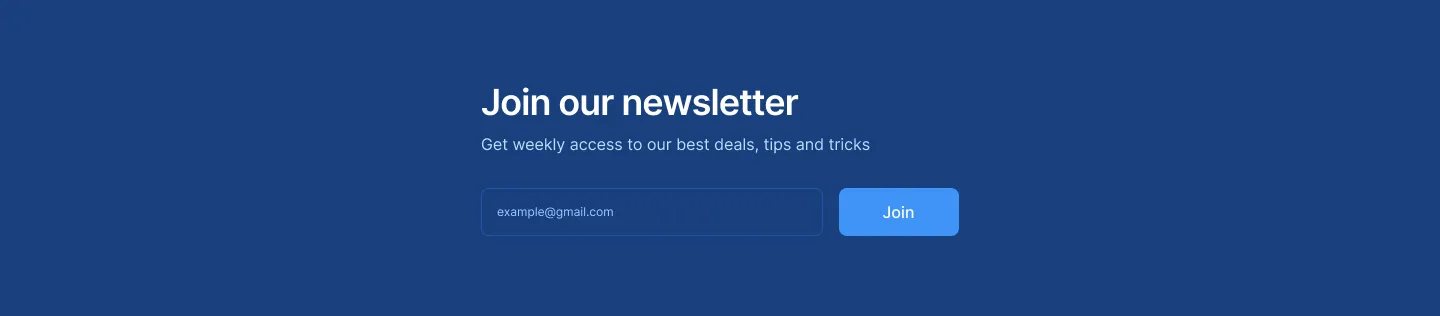 Join our newsletter
Get weekly access to our best deals, tips and tricks
example@gmail.com
Join